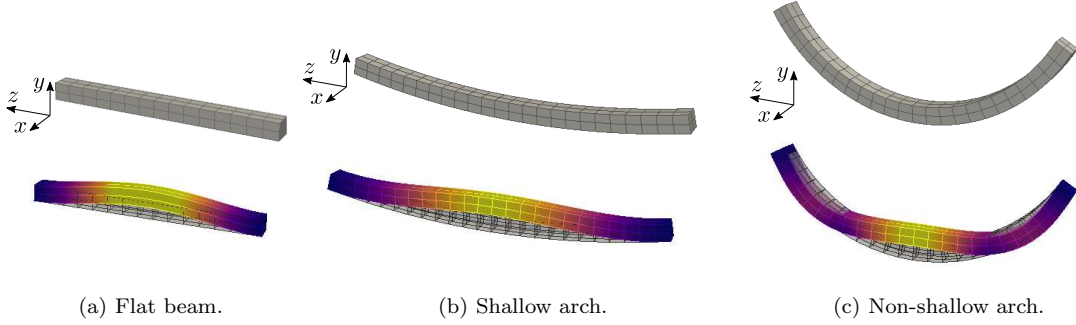 y
z
x
y
z
x
y
z
x
(a) Flat beam.
(b) Shallow arch.
(c) Non-shallow arch.